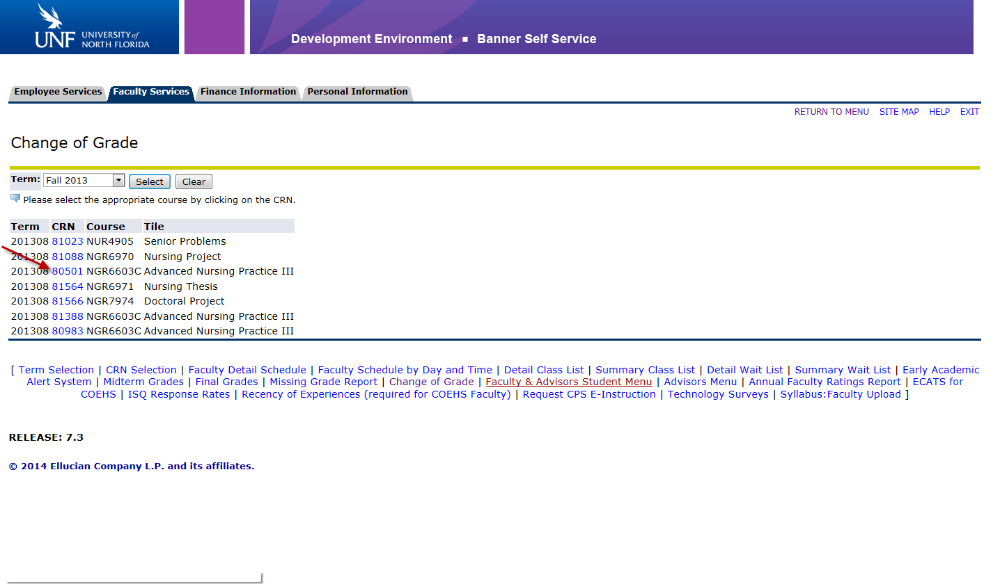 UNF UNIVERSITY of
NORTH FLORIDA
Development Environment ▪ Banner Self Service
Employee Services Faculty Services Finance Information Personal Information
RETURN TO MENU SITE MAP HELP EXIT
Change of Grade
Term: Fall 2013 Select Clear
Please select the appropriate course by clicking on the CRN.
Term CRN Course Tile
201308 81023 NUR4905 Senior Problems
201308 81088 NGR6970 Nursing Project
201308 80501 NGR6603C Advanced Nursing Practice III
201308 81564 NGR6971 Nursing Thesis
201308 81566 NGR7974 Doctoral Project
201308 81388 NGR6603C Advanced Nursing Practice III
201308 80983 NGR6603C Advanced Nursing Practice III
[ Term Selection | CRN Selection | Faculty Detail Schedule | Faculty Schedule by Day and Time | Detail Class List | Summary Class List | Detail Wait List | Summary Wait List | Early Academic
Alert System | Midterm Grades | Final Grades | Missing Grade Report | Change of Grade | Faculty & Advisors Student Menu | Advisors Menu | Annual Faculty Ratings Report | ECATS for
COEHS | ISQ Response Rates | Recency of Experiences (required for COEHS Faculty) | Request CPS E-Instruction | Technology Surveys | Syllabus:Faculty Upload ]
RELEASE: 7.3
© 2014 Ellucian Company L.P. and its affiliates.